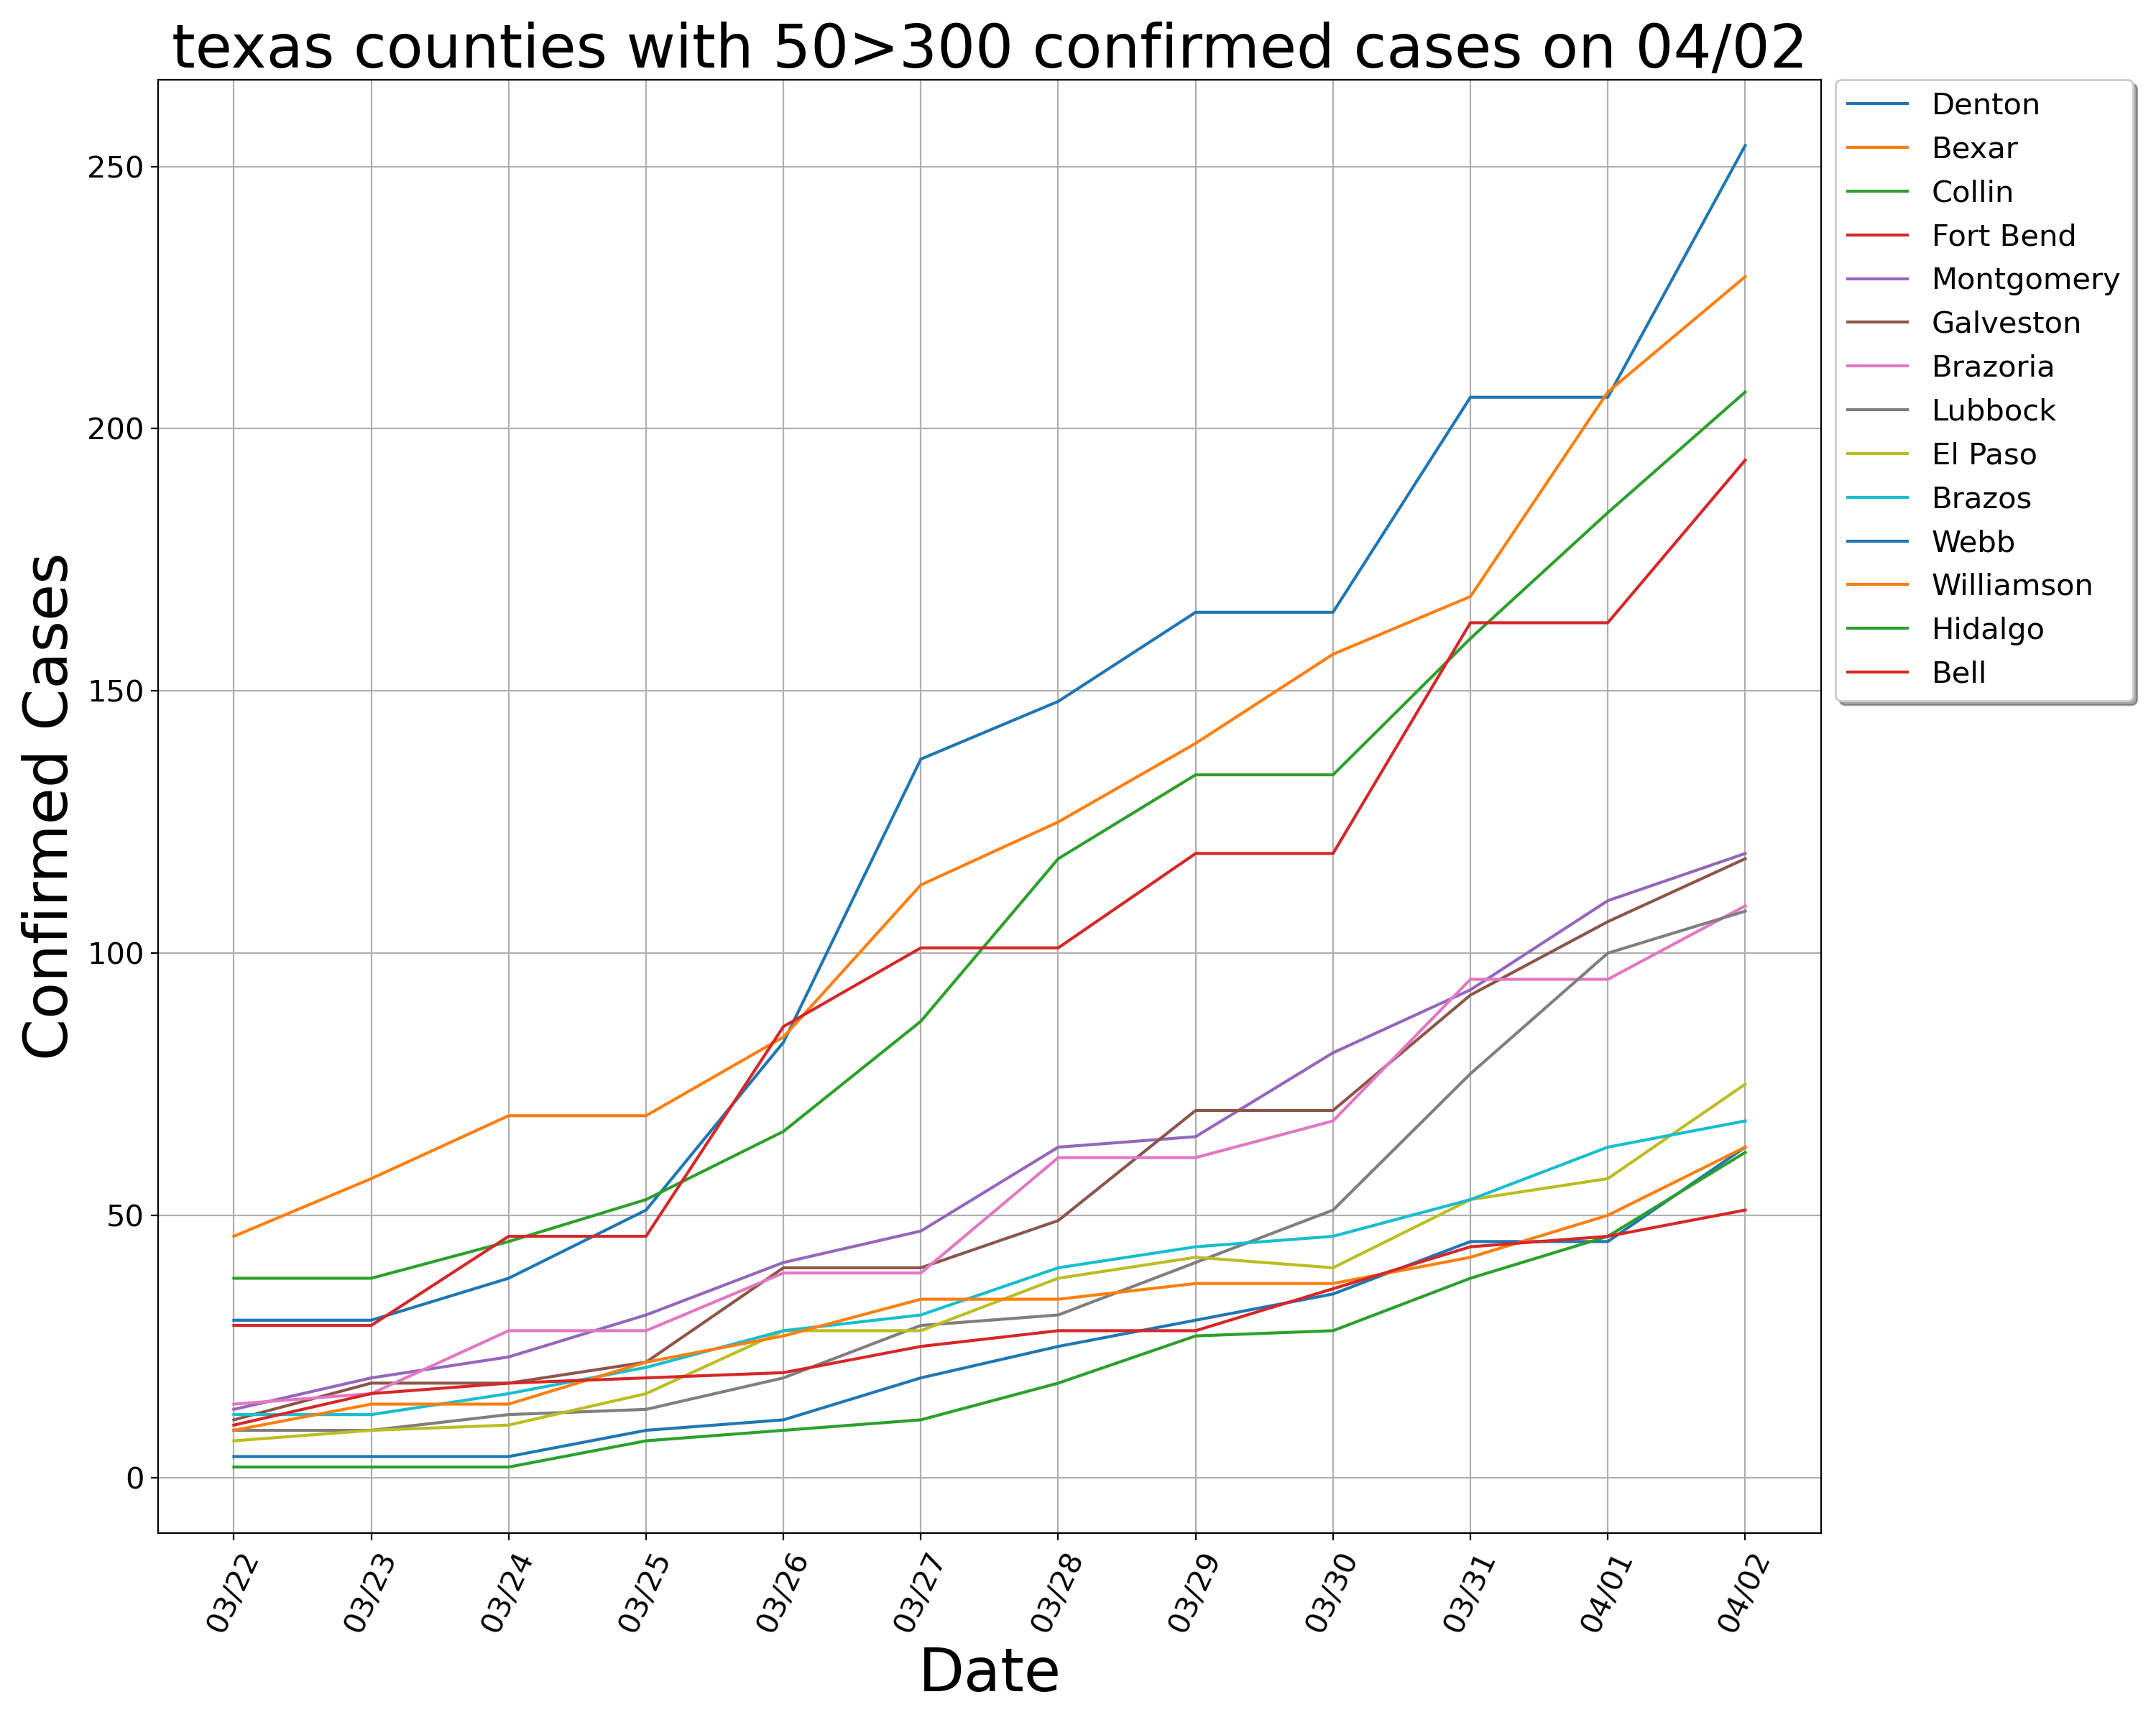 texas counties with 50>300 confirmed cases on 04/02
Confirmed Cases
250
200
150
100
50
0
03/22
03/23
03/24
03/25
03/26
03/27
03/28
03/29
03/30
03/31
04/01
04/02
Date
Denton
Bexar
Collin
Fort Bend
Montgomery
Galveston
Brazoria
Lubbock
El Paso
Brazos
Webb
Williamson
Hidalgo
Bell